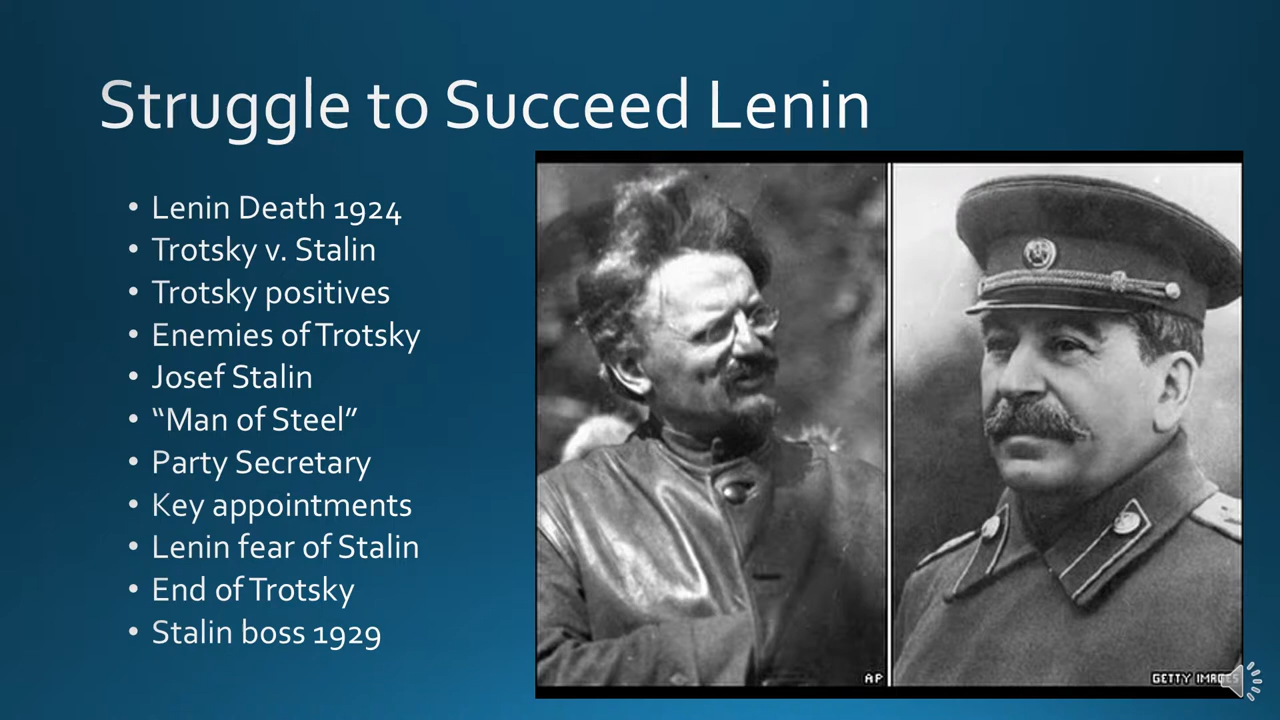 Struggle to Succeed Lenin
• Lenin Death 1924
• Trotsky v. Stalin
• Trotsky positives
• Enemies of Trotsky
• Josef Stalin
• “Man of Steel”
• Party Secretary
• Key appointments
• Lenin fear of Stalin
• End of Trotsky
• Stalin boss 1929
AP
GETTY IMAGES